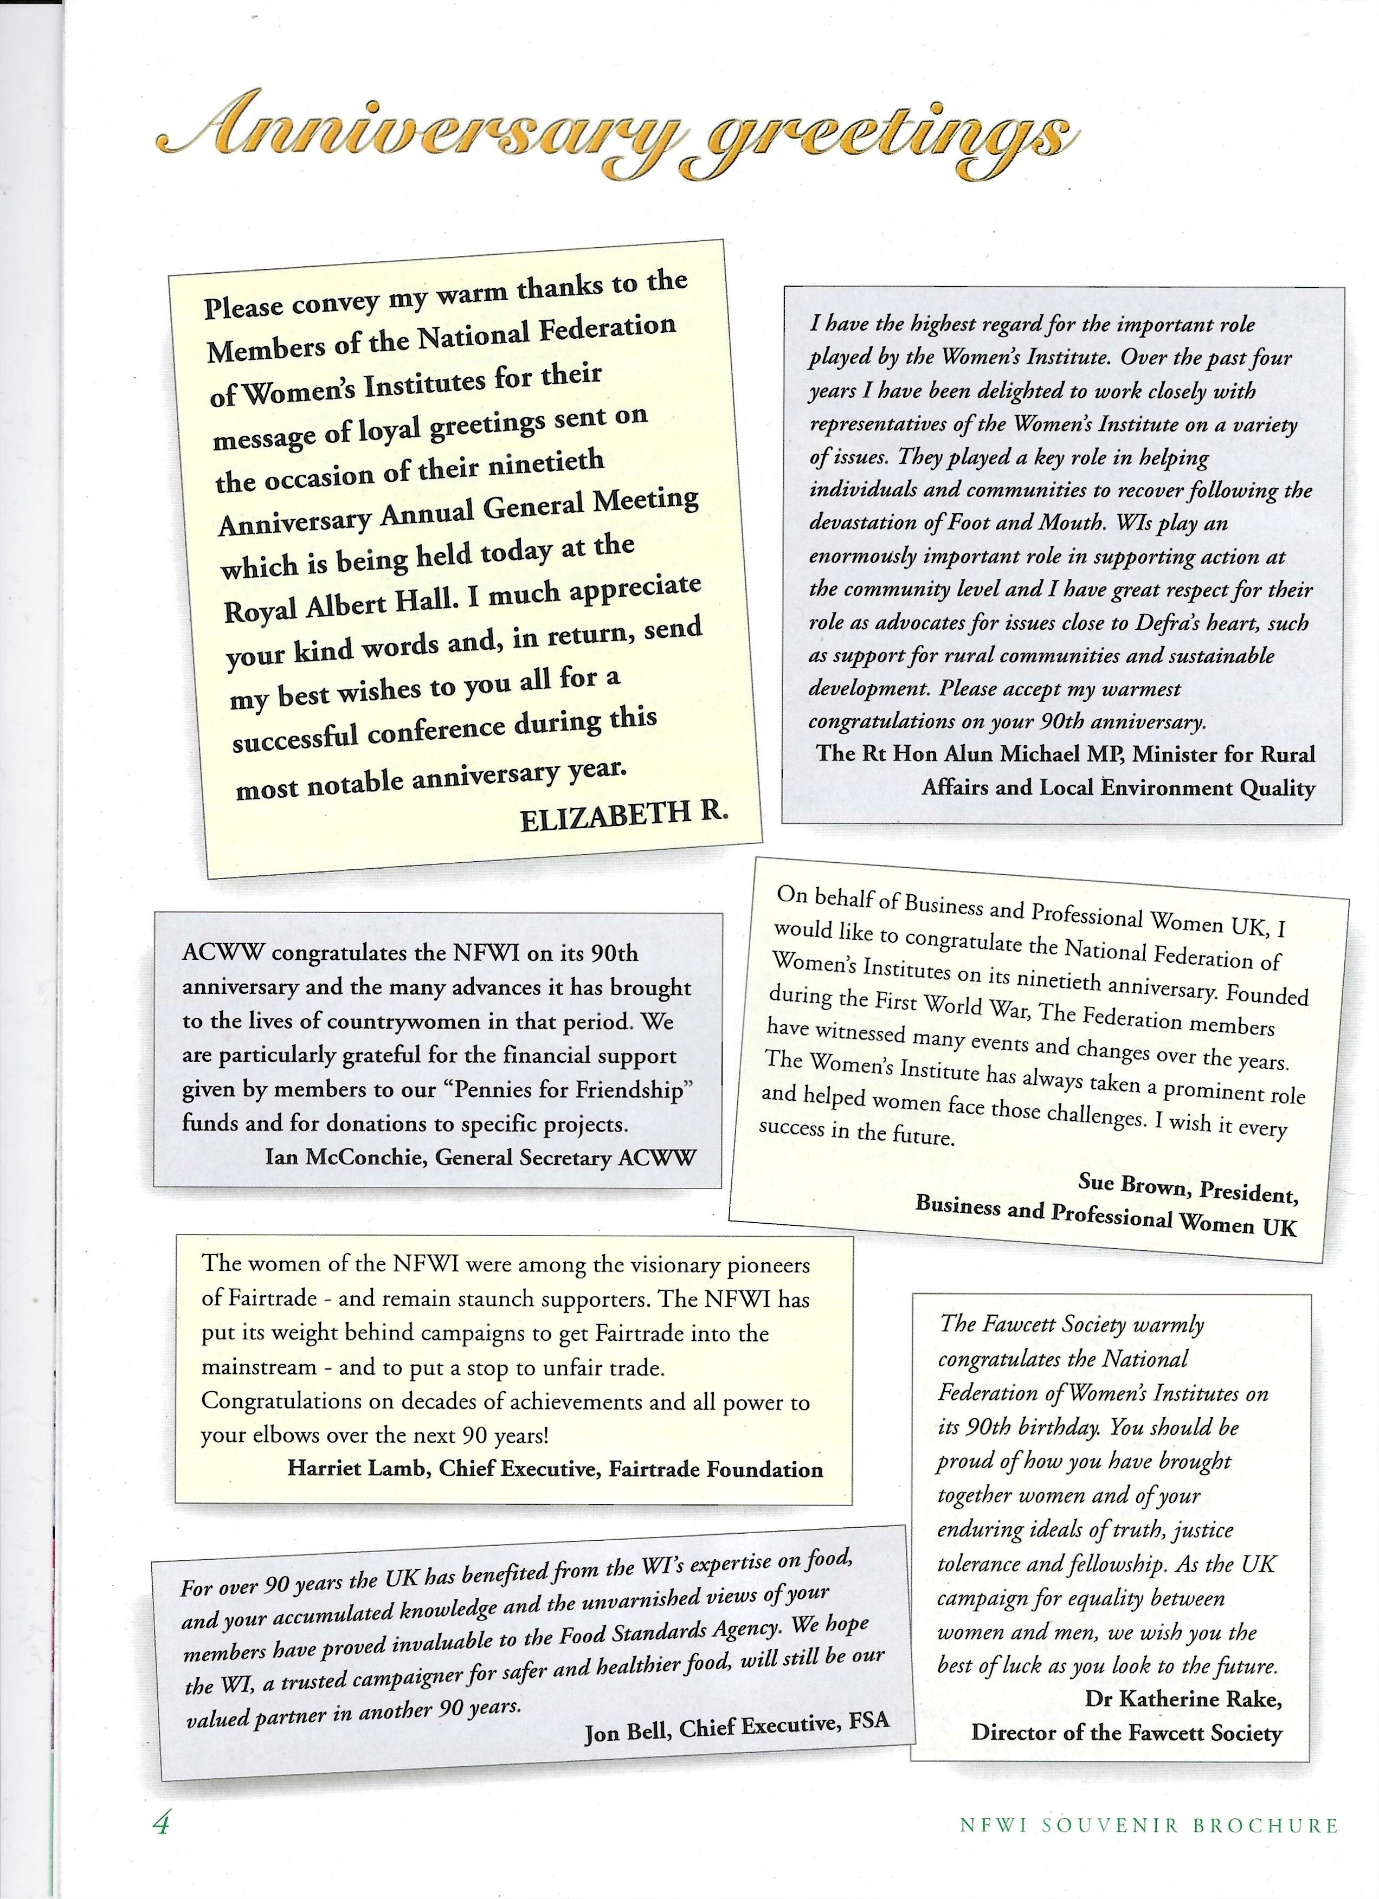 Anniversary greetings
Please convey my warm thanks to the
Members of the National Federation
of Women's Institutes for their
message of loyal greetings sent on
the occasion of their ninetieth
Anniversary Annual General Meeting
which is being held today at the
Royal Albert Hall. I much appreciate
your kind words and, in return, send
my best wishes to you all for a
successful conference during this
most notable anniversary year.
ELIZABETH R.
I have the highest regard for the important role
played by the Women's Institute. Over the past four
years I have been delighted to work closely with
representatives of the Women's Institute on a variety
of issues. They played a key role in helping
individuals and communities to recover following the
devastation of Foot and Mouth. WIs play an
enormously important role in supporting action at
the community level and I have great respect for their
role as advocates for issues close to Defra's heart, such
as support for rural communities and sustainable
development. Please accept my warmest
congratulations on your 90th anniversary.
The Rt Hon Alun Michael MP, Minister for Rural
Affairs and Local Environment Quality
ACWW congratulates the NFWI on its 90th
anniversary and the many advances it has brought
to the lives of countrywomen in that period. We
are particularly grateful for the financial support
given by members to our “Pennies for Friendship”
funds and for donations to specific projects.
Ian McConchie, General Secretary ACWW
On behalf of Business and Professional Women UK, I
would like to congratulate the National Federation of
Women's Institutes on its ninetieth anniversary. Founded
during the First World War, The Federation members
have witnessed many events and changes over the years.
The Women's Institute has always taken a prominent role
and helped women face those challenges. I wish it every
success in the future.
Sue Brown, President,
Business and Professional Women UK
The women of the NFWI were among the visionary pioneers
of Fairtrade - and remain staunch supporters. The NFWI has
put its weight behind campaigns to get Fairtrade into the
mainstream - and to put a stop to unfair trade.
Congratulations on decades of achievements and all power to
your elbows over the next 90 years!
Harriet Lamb, Chief Executive, Fairtrade Foundation
The Fawcett Society warmly
congratulates the National
Federation of Women's Institutes on
its 90th birthday. You should be
proud of how you have brought
together women and of your
enduring ideals of truth, justice
tolerance and fellowship. As the UK
campaign for equality between
women and men, we wish you the
best of luck as you look to the future.
Dr Katherine Rake,
Director of the Fawcett Society
For over 90 years the UK has benefited from the WI's expertise on food,
and your accumulated knowledge and the unvarnished views of your
members have proved invaluable to the Food Standards Agency. We hope
the WI, a trusted campaigner for safer and healthier food, will still be our
valued partner in another 90 years.
Jon Bell, Chief Executive, FSA
4
NFWI SOUVENIR BROCHURE